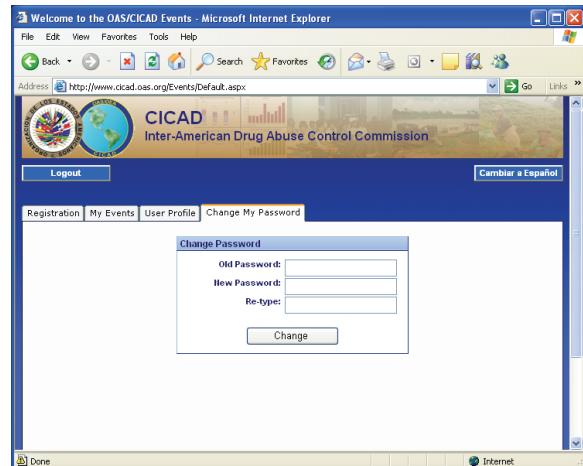 Welcome to the OAS/CICAD Events - Microsoft Internet Explorer
File Edit View Favorites Tools Help
Back Search Favorites
Address http://www.cicad.oas.org/Events/Default.aspx Go Links »
CICAD
Inter-American Drug Abuse Control Commission
Logout Cambiar a Español
Registration My Events User Profile Change My Password
Change Password
Old Password:
New Password:
Re-type:
Change
Done Internet